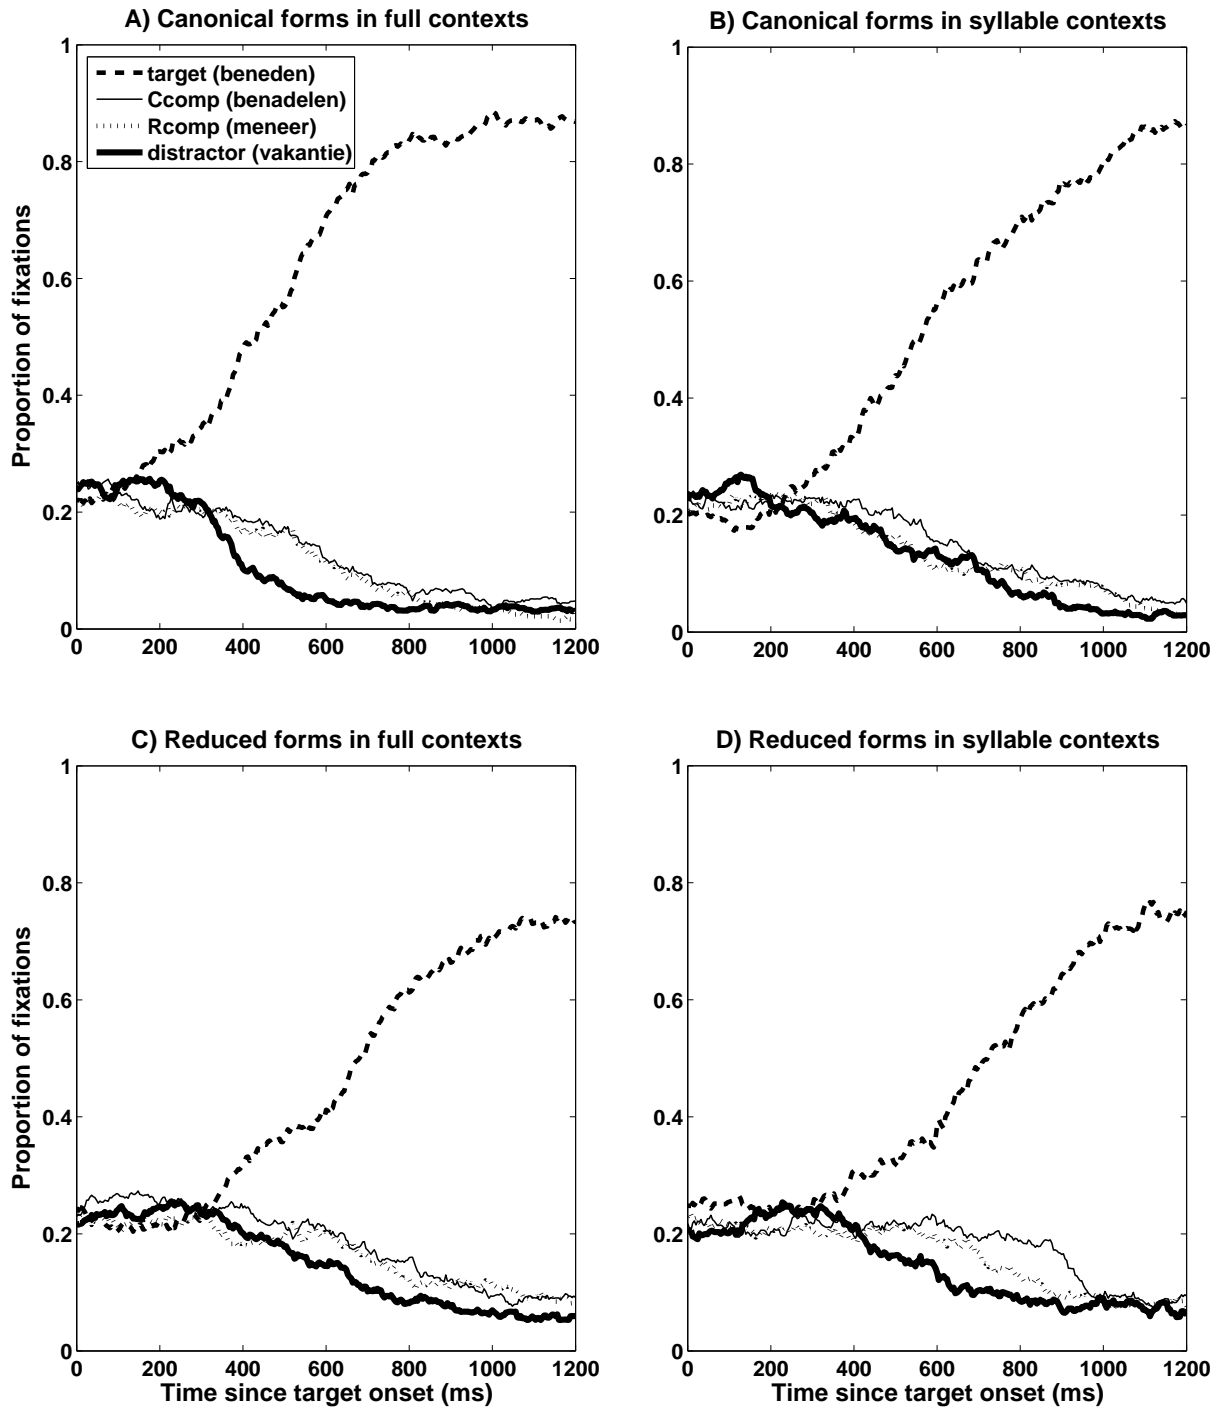 A) Canonical forms in full contexts
1
0.8
0.6
0.4
0.2
0
0 200 400 600 800 1000 1200
Proportion of fixations
target (beneden)
Ccomp (benadelen)
Rcomp (meneer)
distractor (vakantie)
B) Canonical forms in syllable contexts
1
0.8
0.6
0.4
0.2
0
0 200 400 600 800 1000 1200
C) Reduced forms in full contexts
1
0.8
0.6
0.4
0.2
0
0 200 400 600 800 1000 1200
Proportion of fixations
Time since target onset (ms)
D) Reduced forms in syllable contexts
1
0.8
0.6
0.4
0.2
0
0 200 400 600 800 1000 1200
Time since target onset (ms)